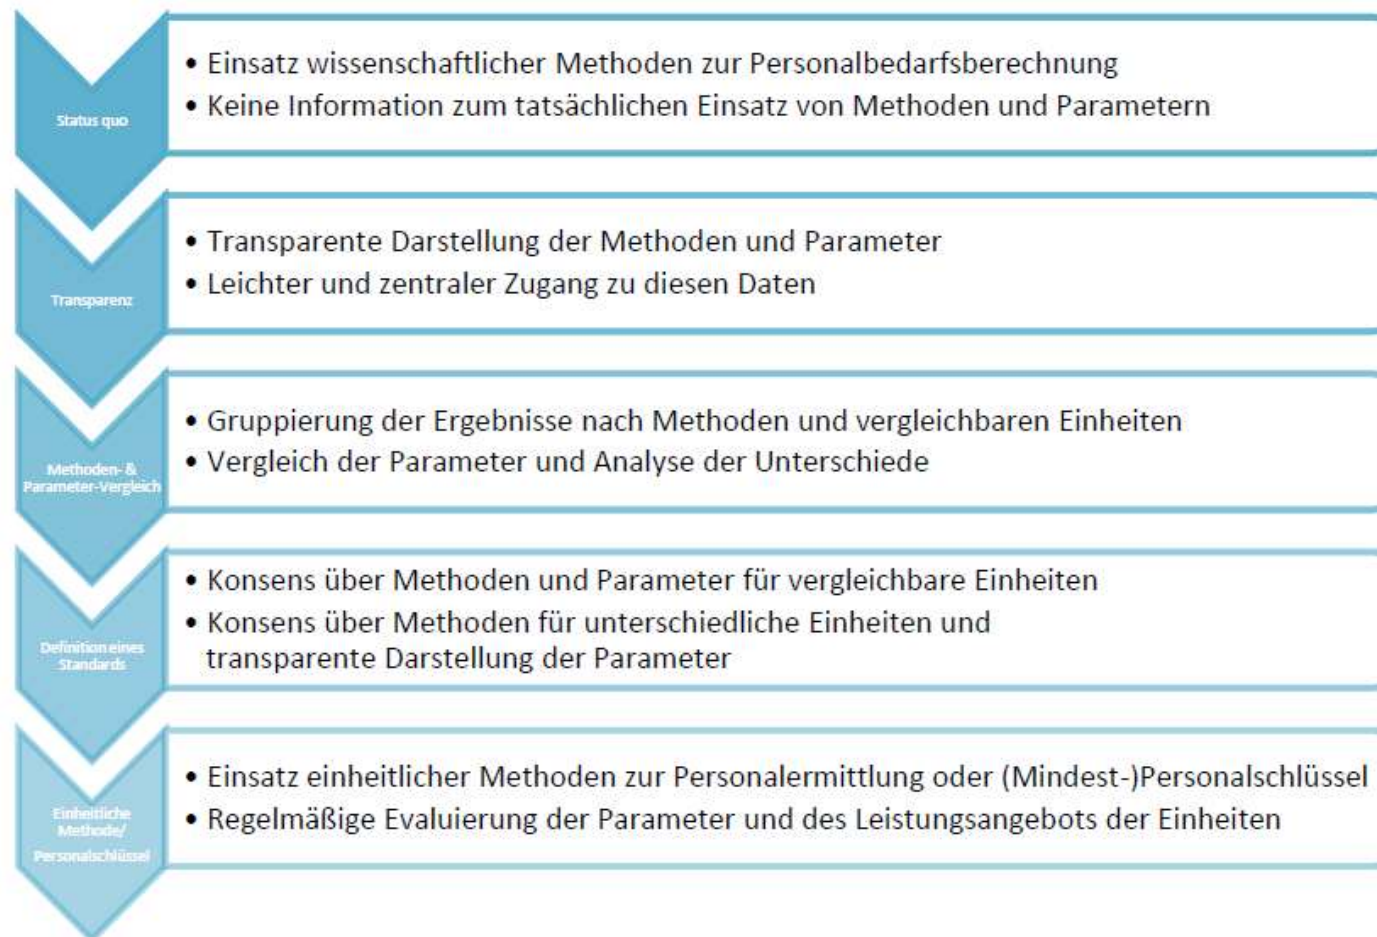 Status quo
• Einsatz wissenschaftlicher Methoden zur Personalbedarfsberechnung
• Keine Information zum tatsächlichen Einsatz von Methoden und Parametern
Transparenz
• Transparente Darstellung der Methoden und Parameter
• Leichter und zentraler Zugang zu diesen Daten
Methoden- &
Parameter-Vergleich
• Gruppierung der Ergebnisse nach Methoden und vergleichbaren Einheiten
• Vergleich der Parameter und Analyse der Unterschiede
Definition eines
Standards
• Konsens über Methoden und Parameter für vergleichbare Einheiten
• Konsens über Methoden für unterschiedliche Einheiten und
transparente Darstellung der Parameter
Einheitliche
Methode/
Personalschlüssel
• Einsatz einheitlicher Methoden zur Personalermittlung oder (Mindest-)Personalschlüssel
• Regelmäßige Evaluierung der Parameter und des Leistungsangebots der Einheiten